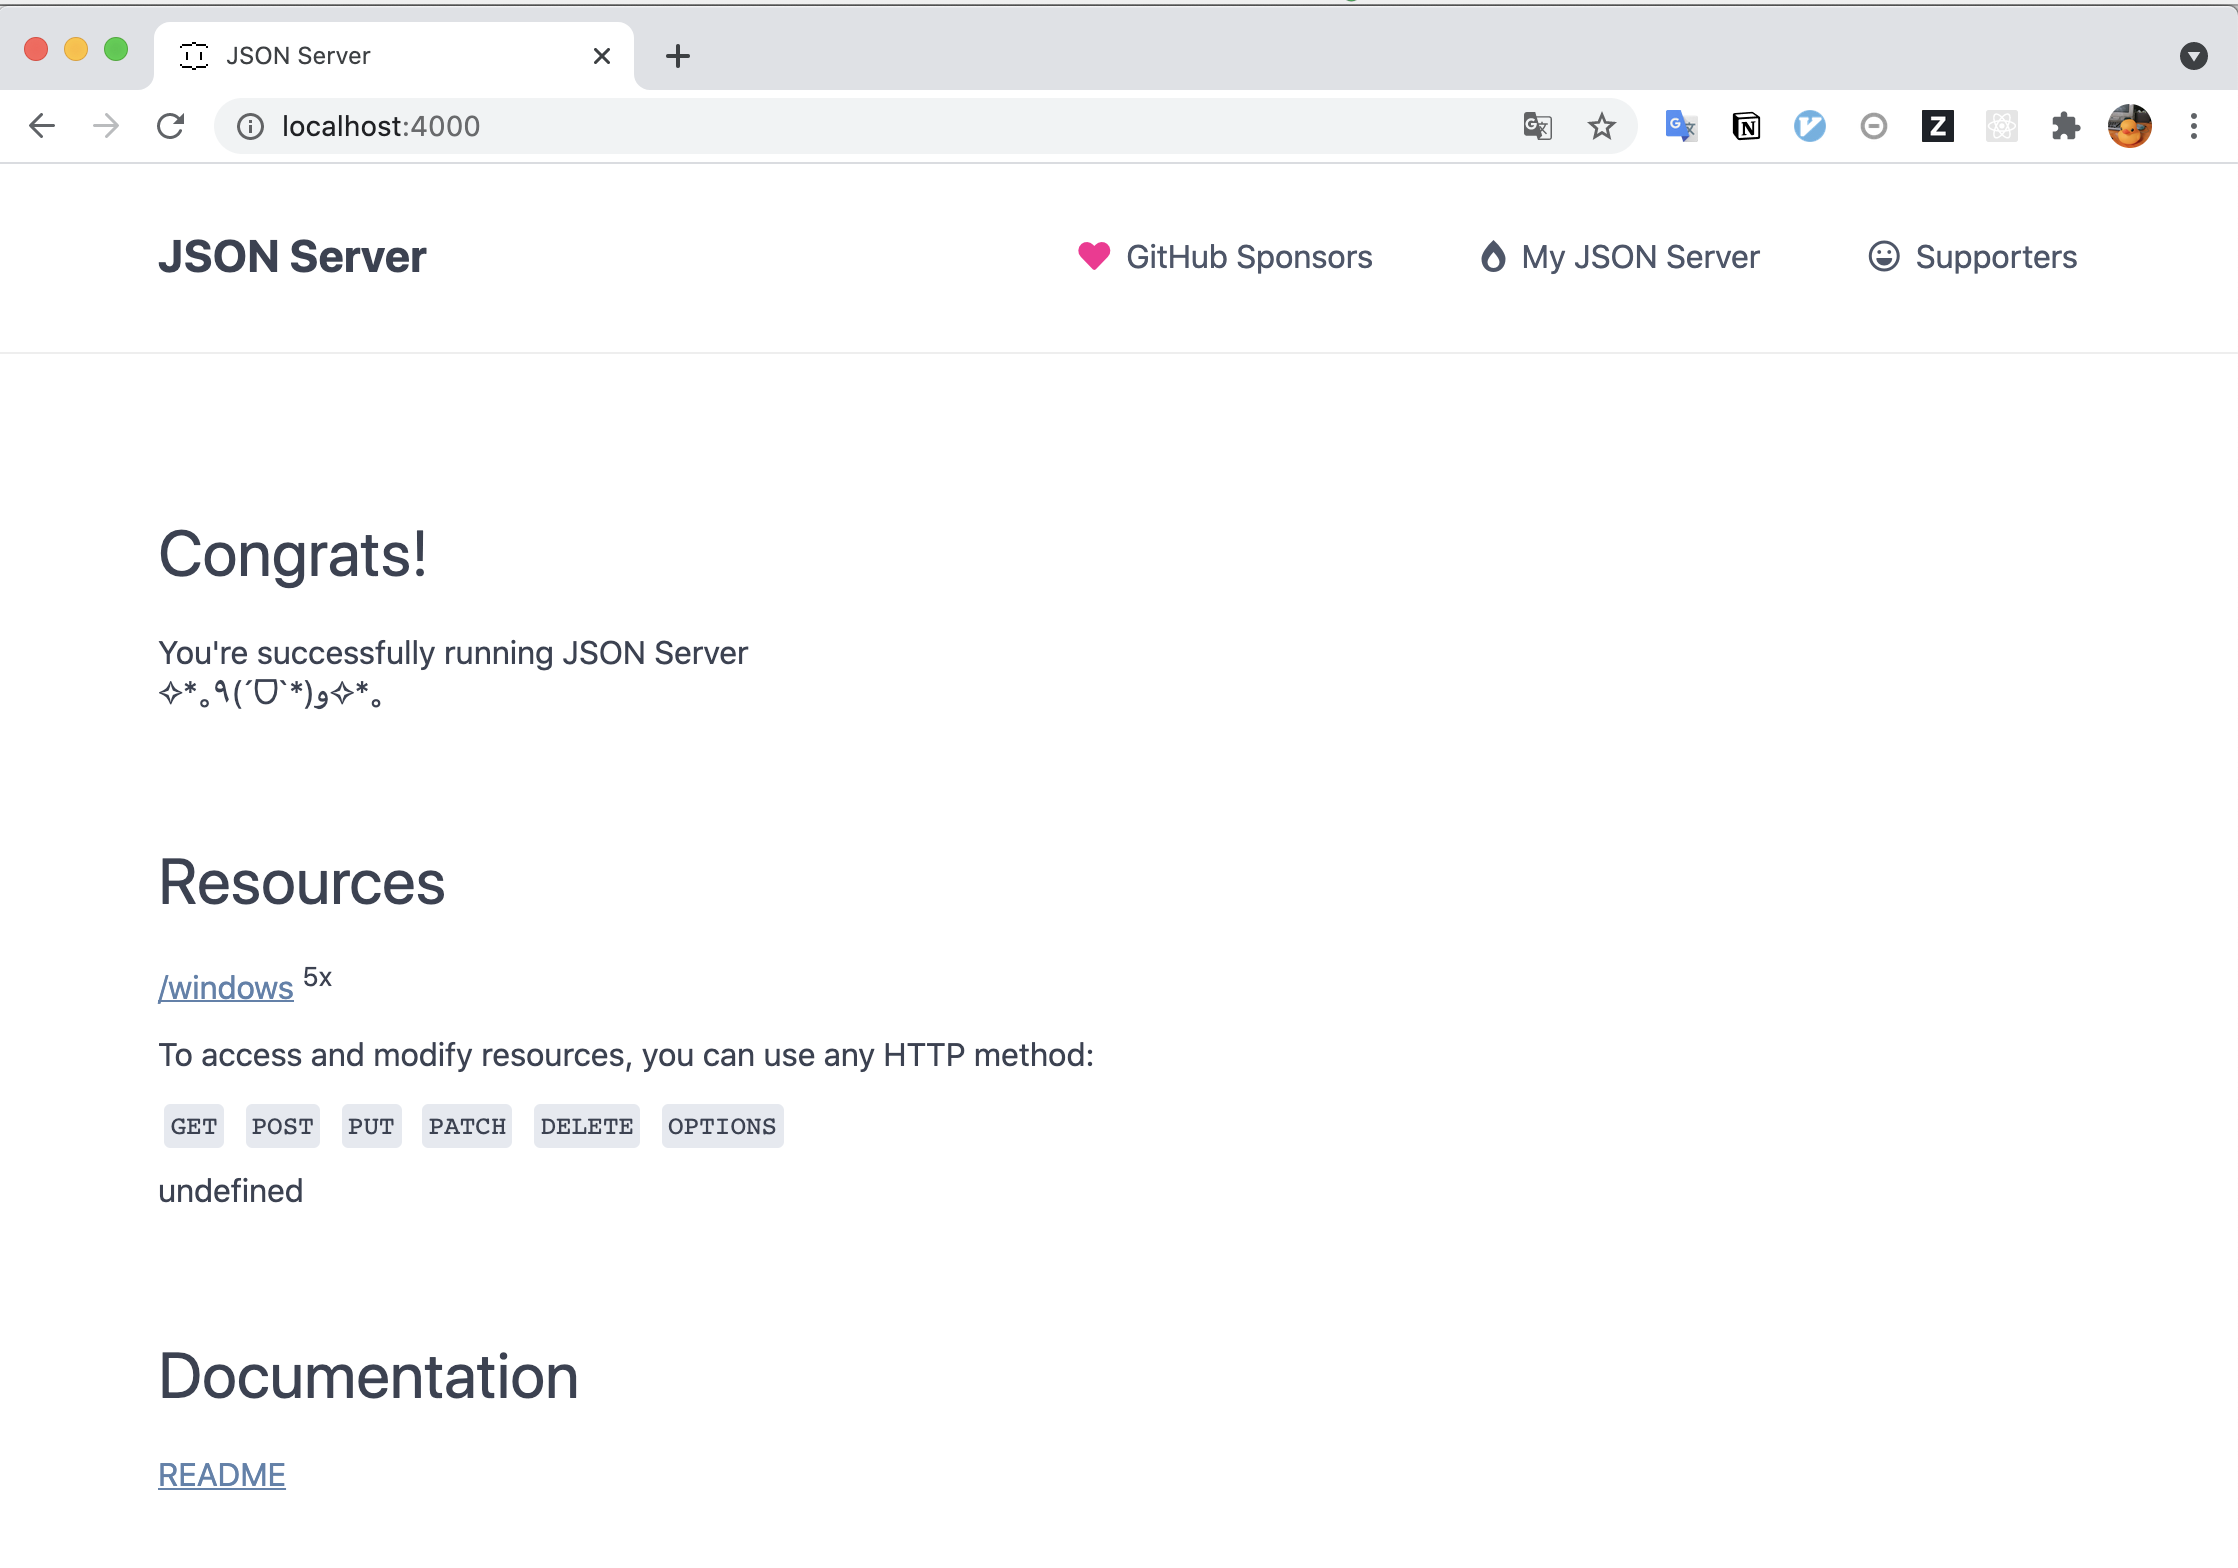 JSON Server
localhost:4000
JSON Server
GitHub Sponsors
My JSON Server
Supporters
Congrats!
You're successfully running JSON Server
✧*｡٩(ˊᗜˋ*)و✧*｡
Resources
/windows 5x
To access and modify resources, you can use any HTTP method:
GET POST PUT PATCH DELETE OPTIONS
undefined
Documentation
README